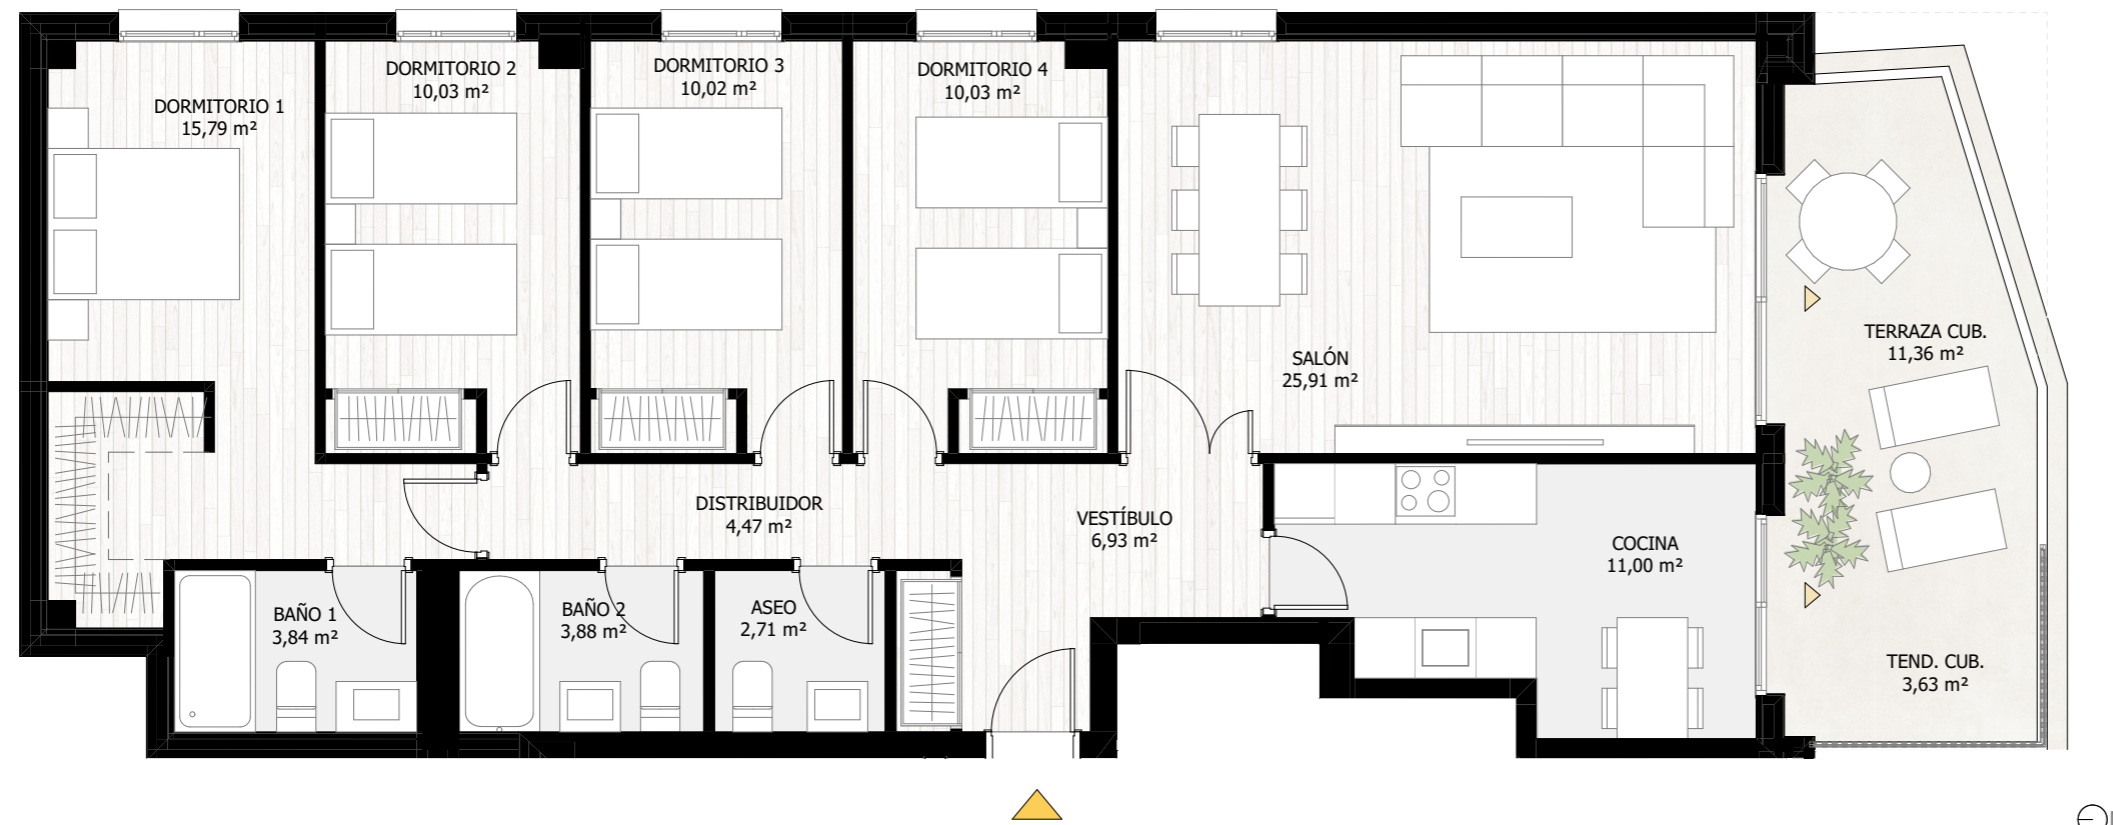 DORMITORIO 1
15,79 m²
DORMITORIO 2
10,03 m²
DORMITORIO 3
10,02 m²
DORMITORIO 4
10,03 m²
SALÓN
25,91 m²
TERRAZA CUB.
11,36 m²
DISTRIBUIDOR
4,47 m²
VESTÍBULO
6,93 m²
COCINA
11,00 m²
BAÑO 1
3,84 m²
BAÑO 2
3,88 m²
ASEO
2,71 m²
TEND. CUB.
3,63 m²